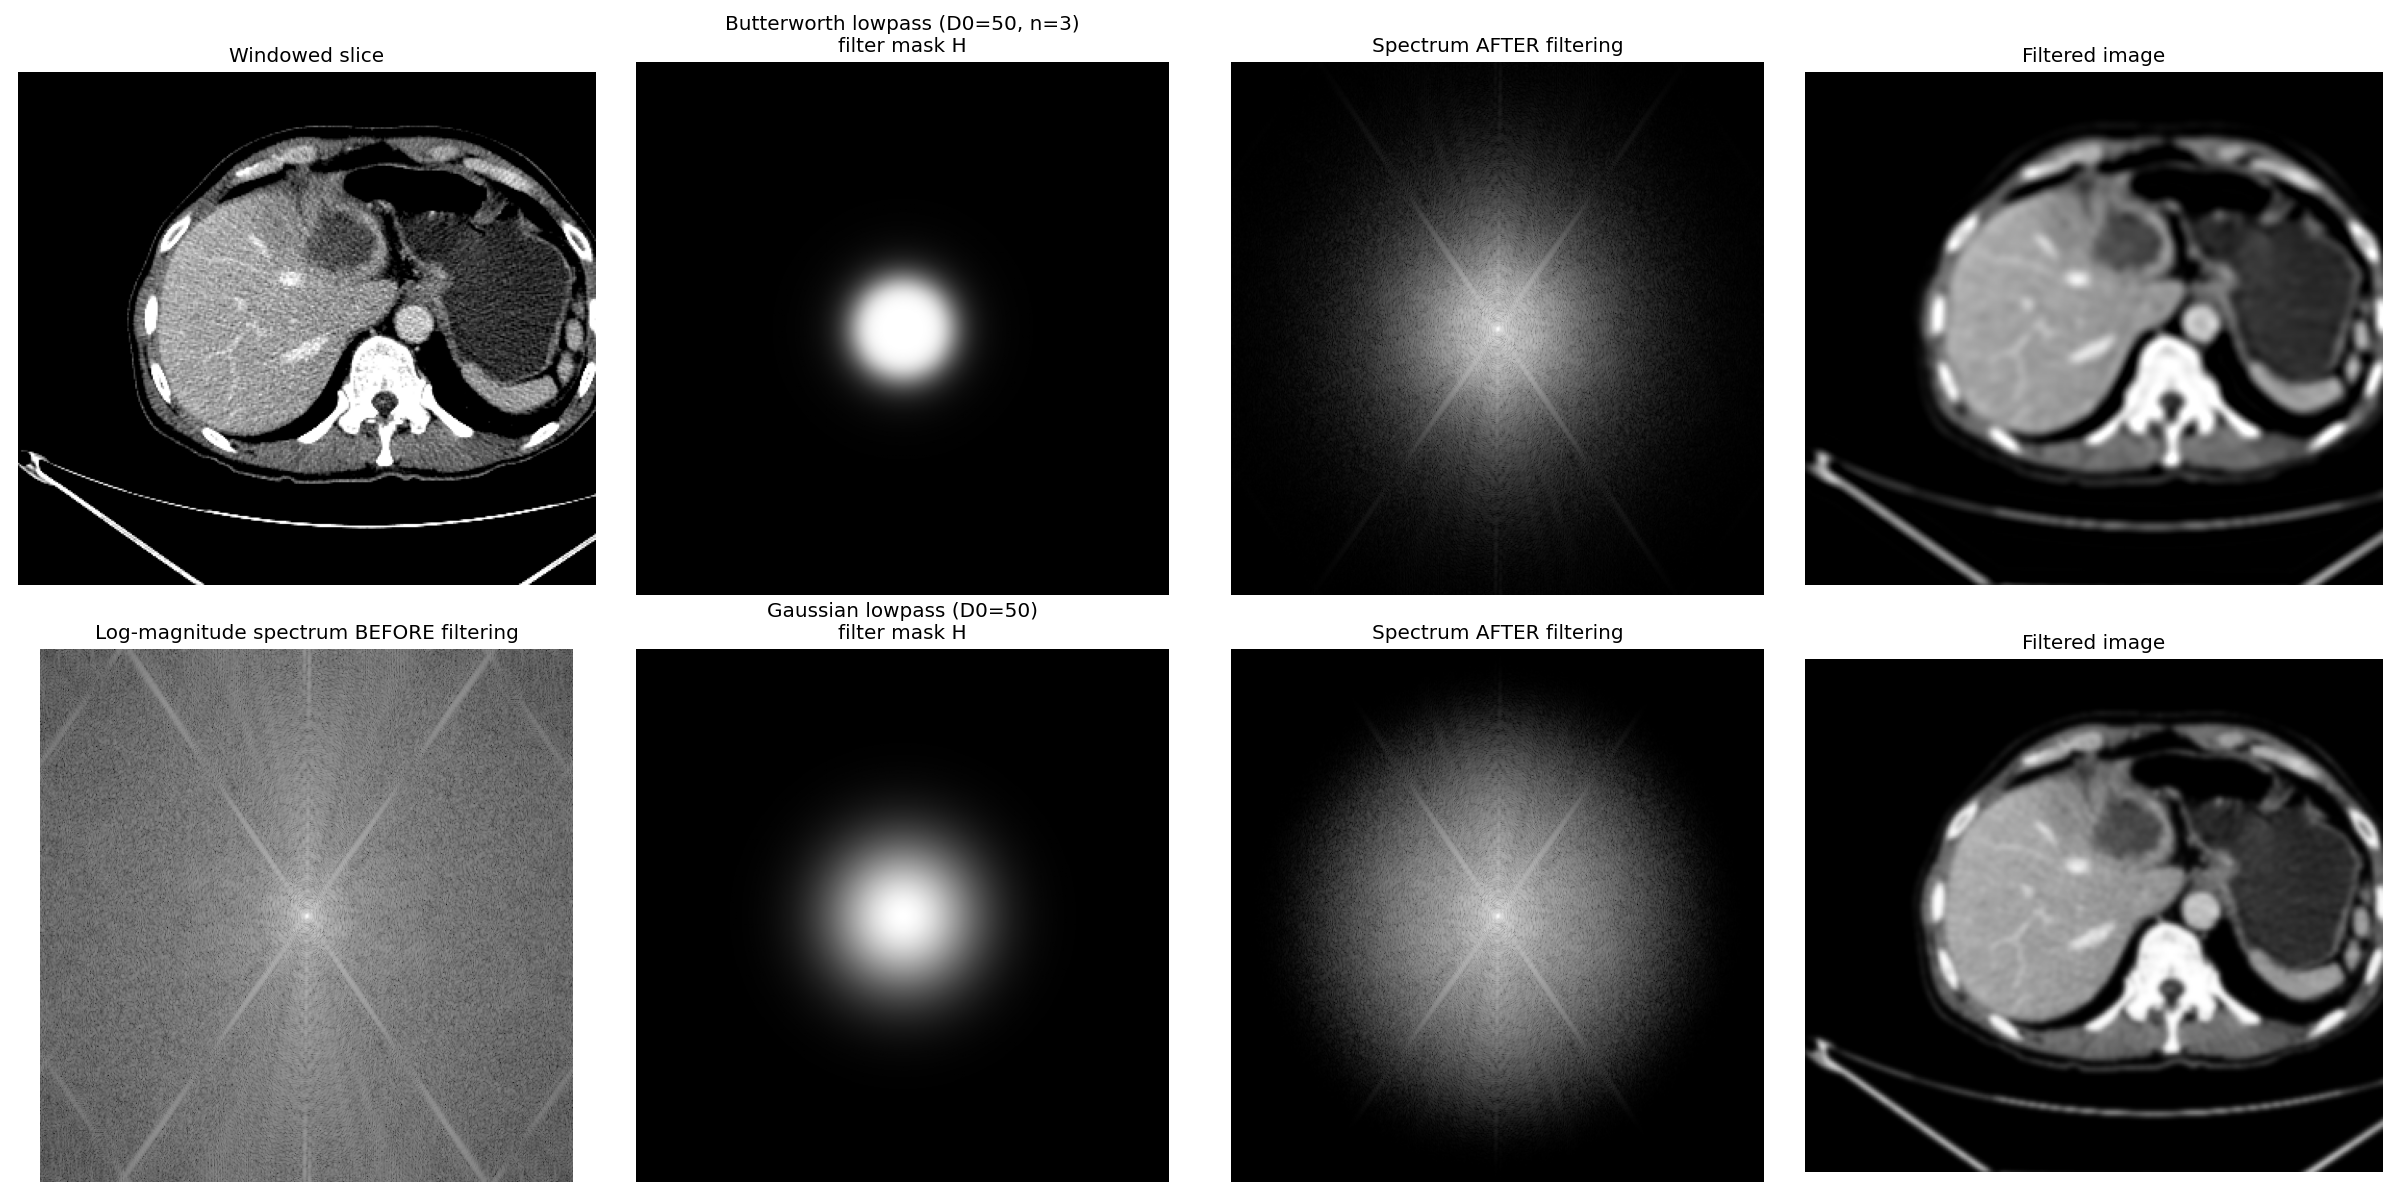 Windowed slice
Butterworth lowpass (D0=50, n=3)
filter mask H
Spectrum AFTER filtering
Filtered image
Log-magnitude spectrum BEFORE filtering
Gaussian lowpass (D0=50)
filter mask H
Spectrum AFTER filtering
Filtered image